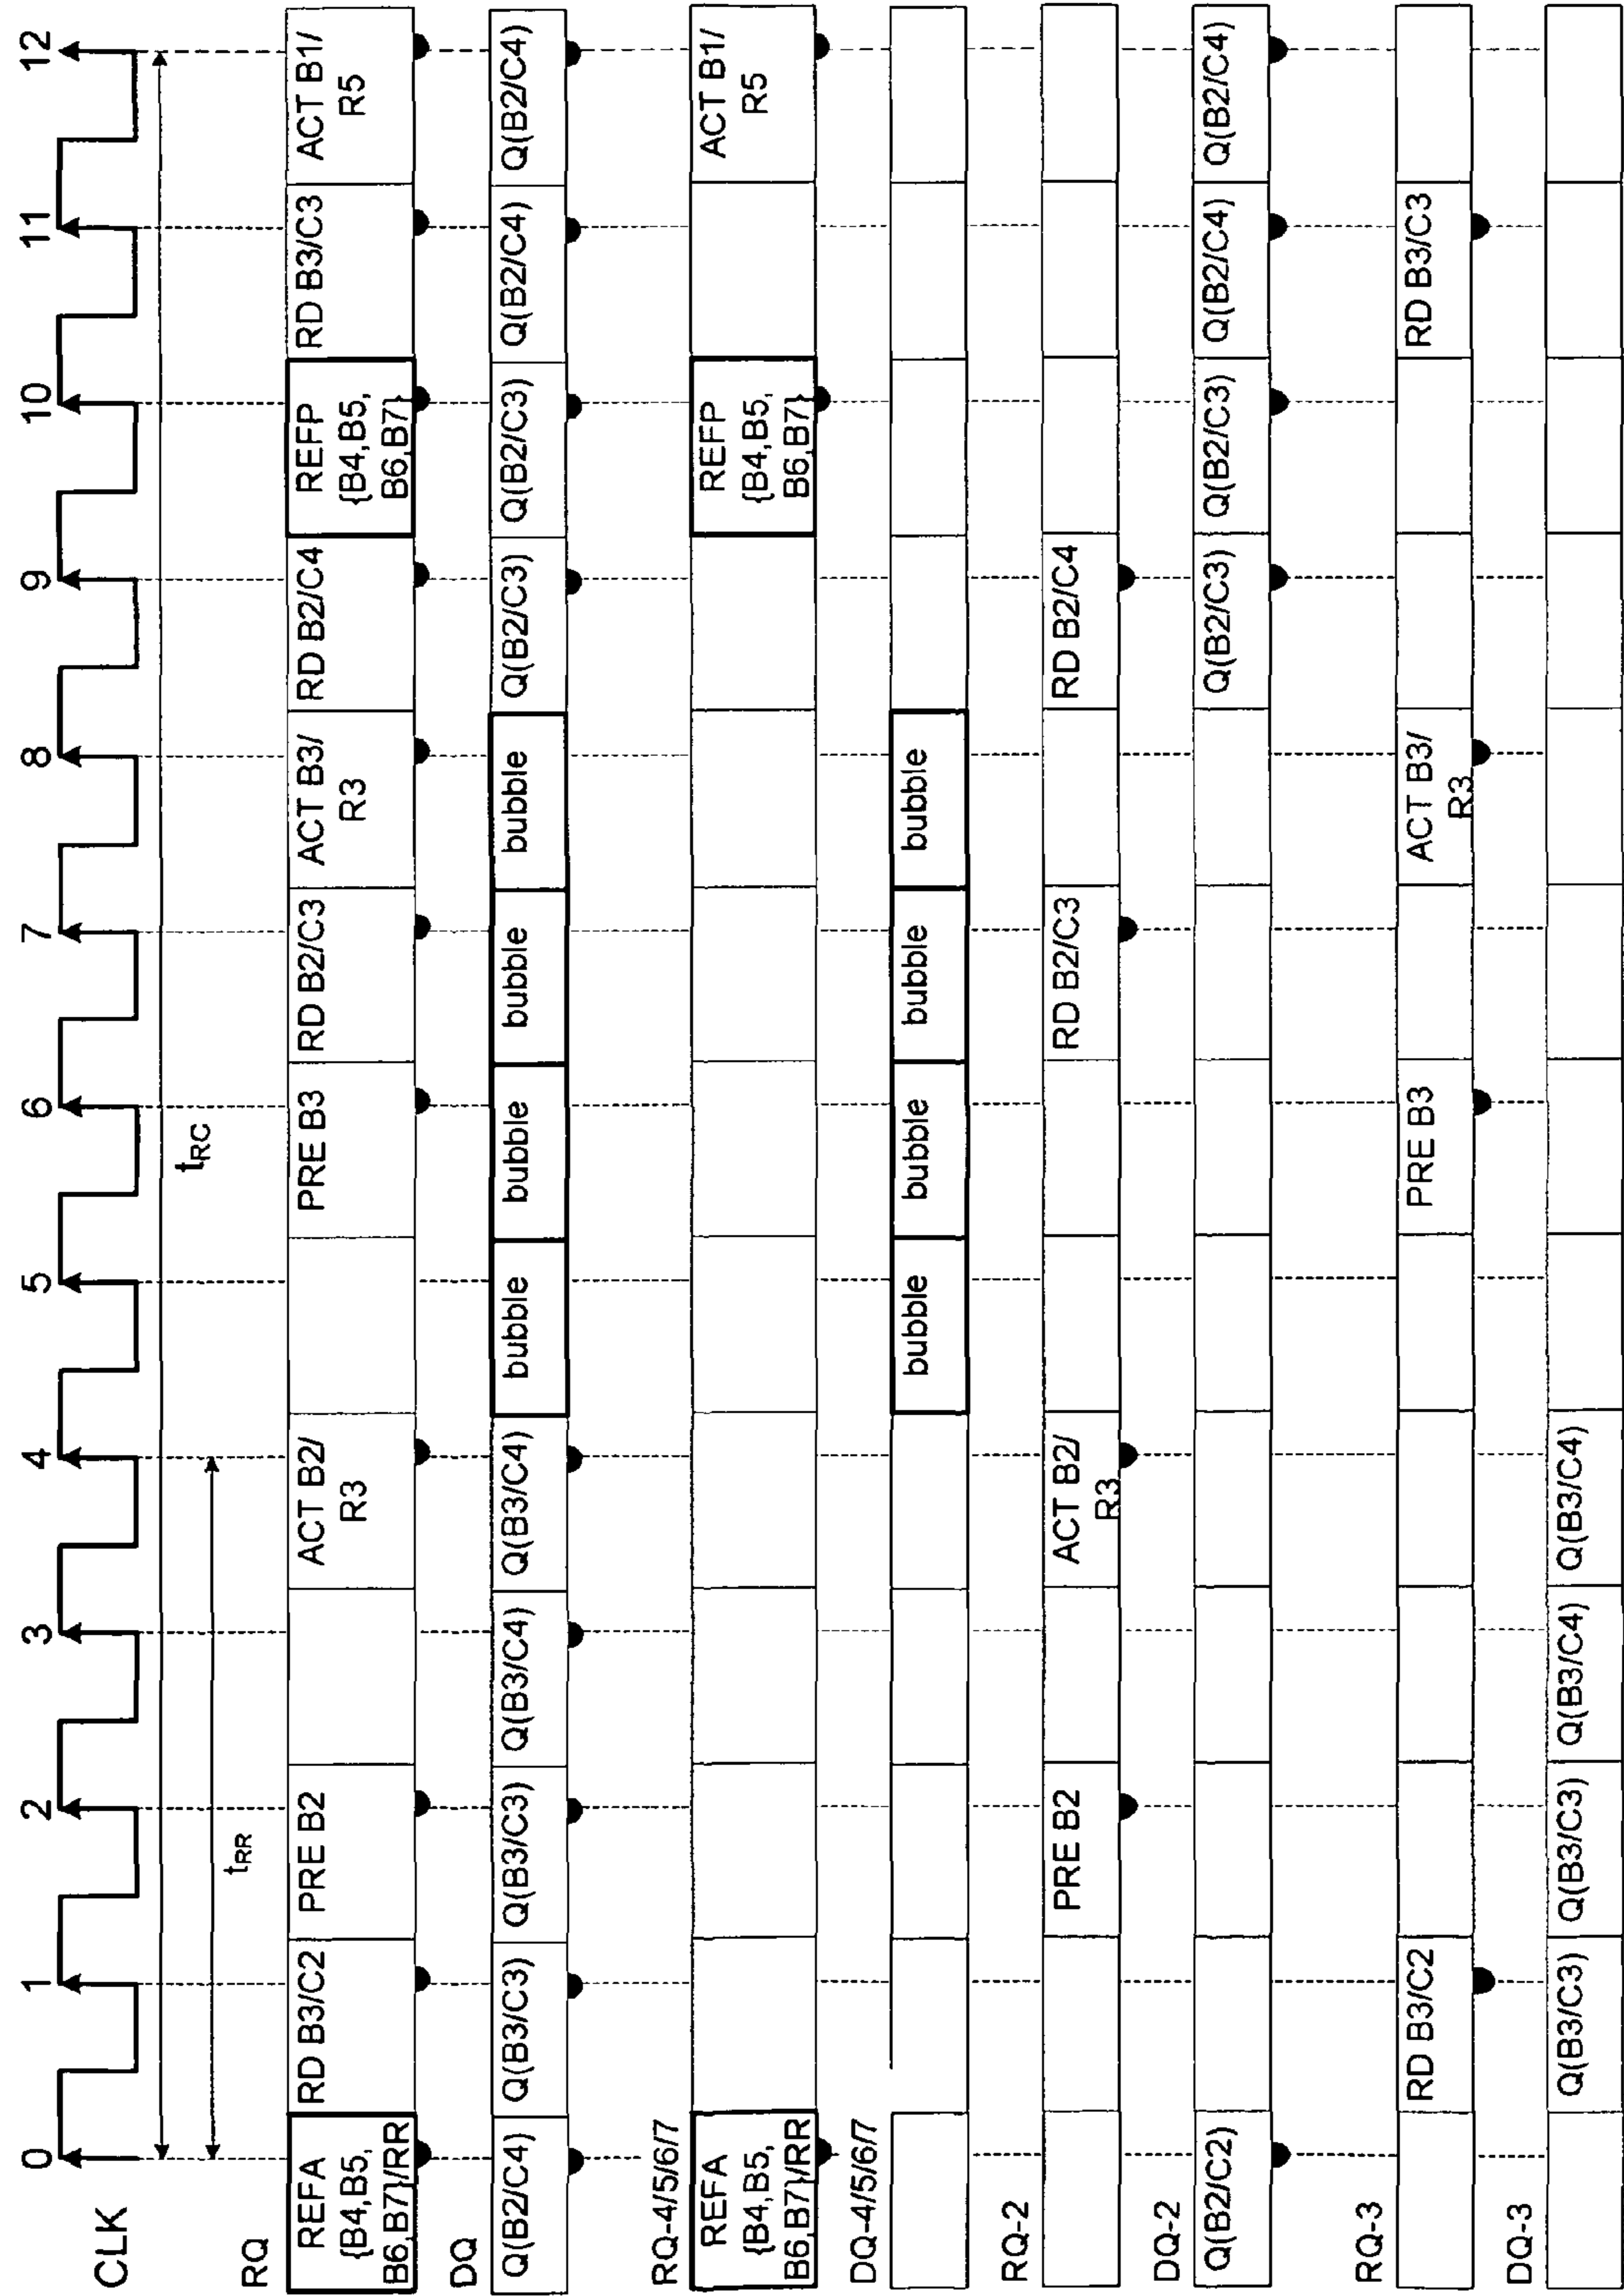 0 1 2 3 4 5 6 7 8 9 10 11 12
CLK
tRC
tRR
RQ
REFA
{B4,B5,
B6,B7}/RR
RD B3/C2
PRE B2
ACT B2/
R3
PRE B3
RD B2/C3
ACT B3/
R3
RD B2/C4
REFP
{B4,B5,
B6,B7}
RD B3/C3
ACT B1/
R5
DQ
Q(B2/C4) Q(B3/C3) Q(B3/C3) Q(B3/C4) Q(B3/C4) bubble bubble bubble bubble Q(B2/C3) Q(B2/C3) Q(B2/C4) Q(B2/C4)
RQ-4/5/6/7
REFA
{B4,B5,
B6,B7}/RR
REFP
{B4,B5,
B6,B7}
ACT B1/
R5
DQ-4/5/6/7
bubble bubble bubble bubble
RQ-2
PRE B2
ACT B2/
R3
RD B2/C3
RD B2/C4
DQ-2
Q(B2/C2) Q(B2/C3) Q(B2/C3) Q(B2/C4) Q(B2/C4)
RQ-3
RD B3/C2
PRE B3
ACT B3/
R3
RD B3/C3
DQ-3
Q(B3/C3) Q(B3/C3) Q(B3/C4) Q(B3/C4)